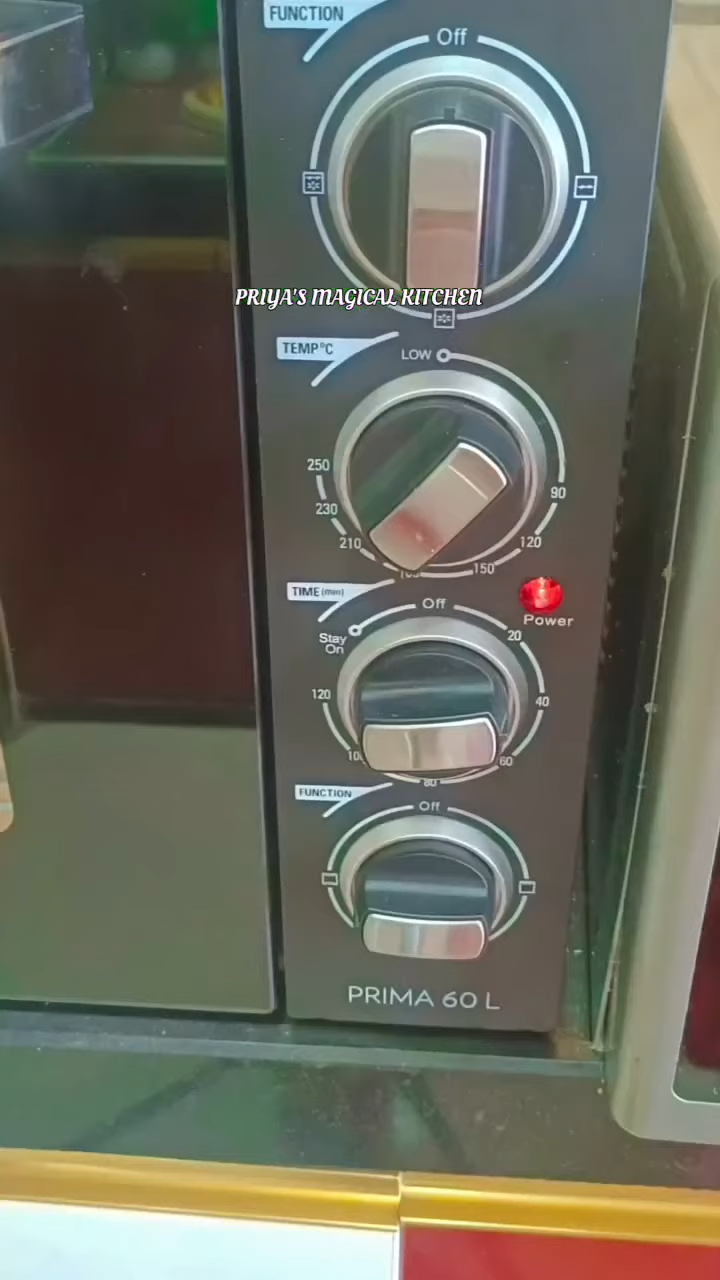 FUNCTION
Off
PRIYA'S MAGICAL KITCHEN
TEMP°C
LOW
250
90
230
210
120
150
TIME (min)
Off
Power
Stay
On
20
120
40
60
80
FUNCTION
Off
PRIMA 60 L